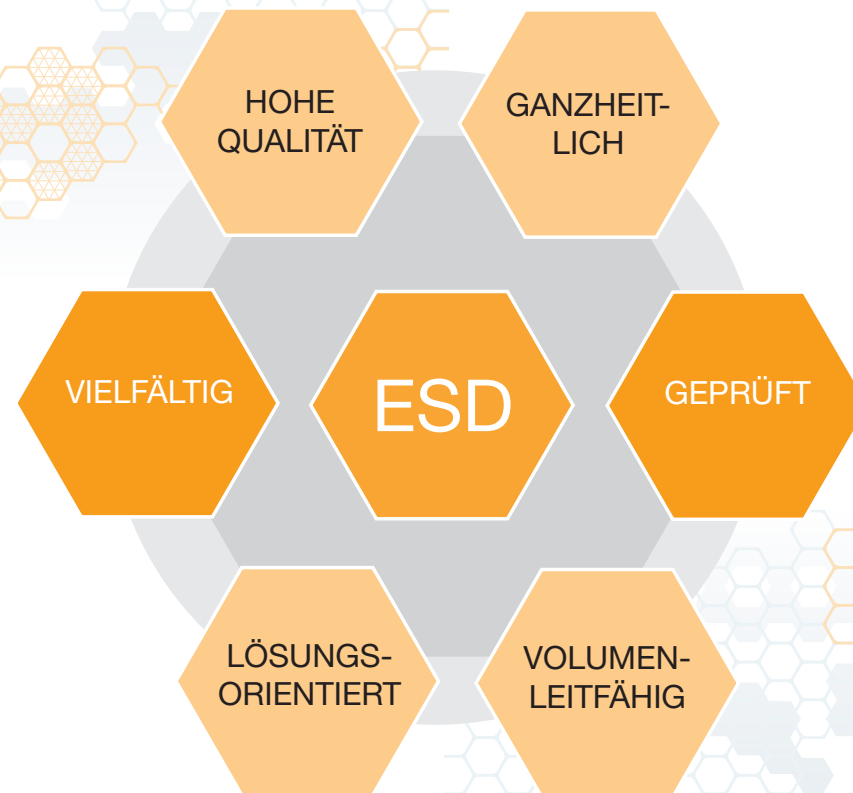 HOHE
QUALITÄT
GANZHEIT-
LICH
VIELFÄLTIG
ESD
GEPRÜFT
LÖSUNGS-
ORIENTIERT
VOLUMEN-
LEITFÄHIG